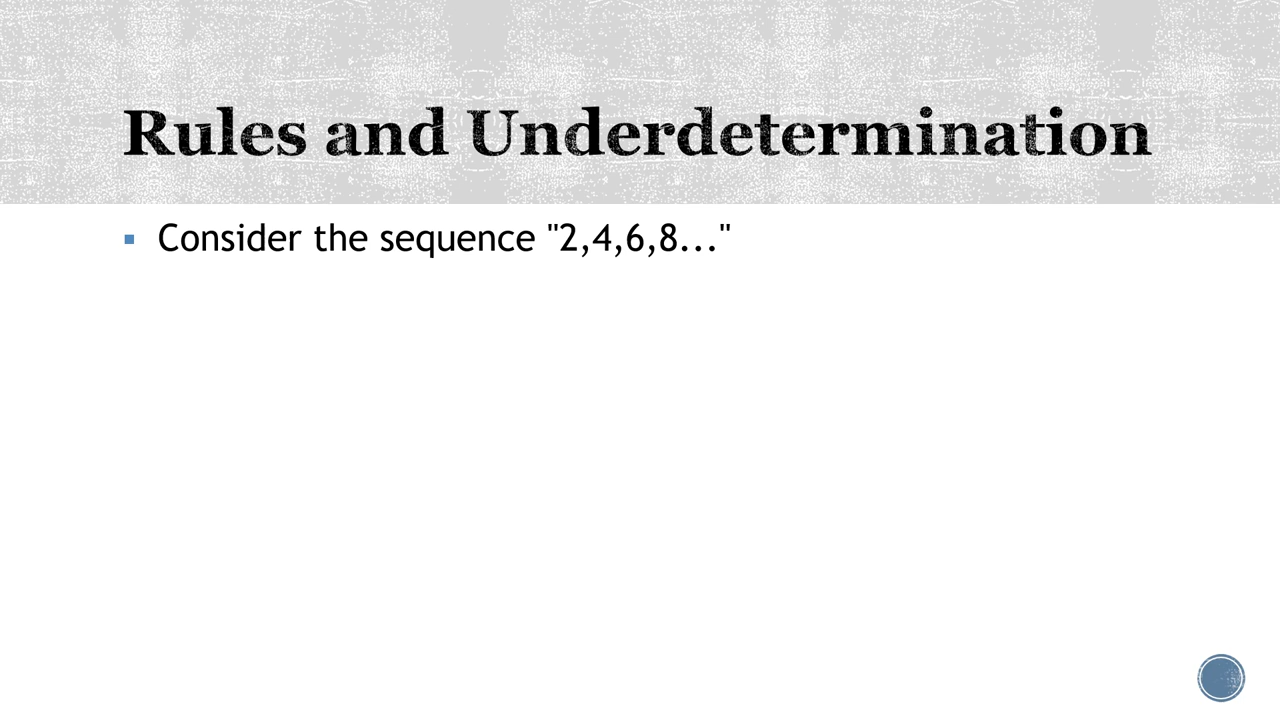 Rules and Underdetermination
Consider the sequence "2,4,6,8..."